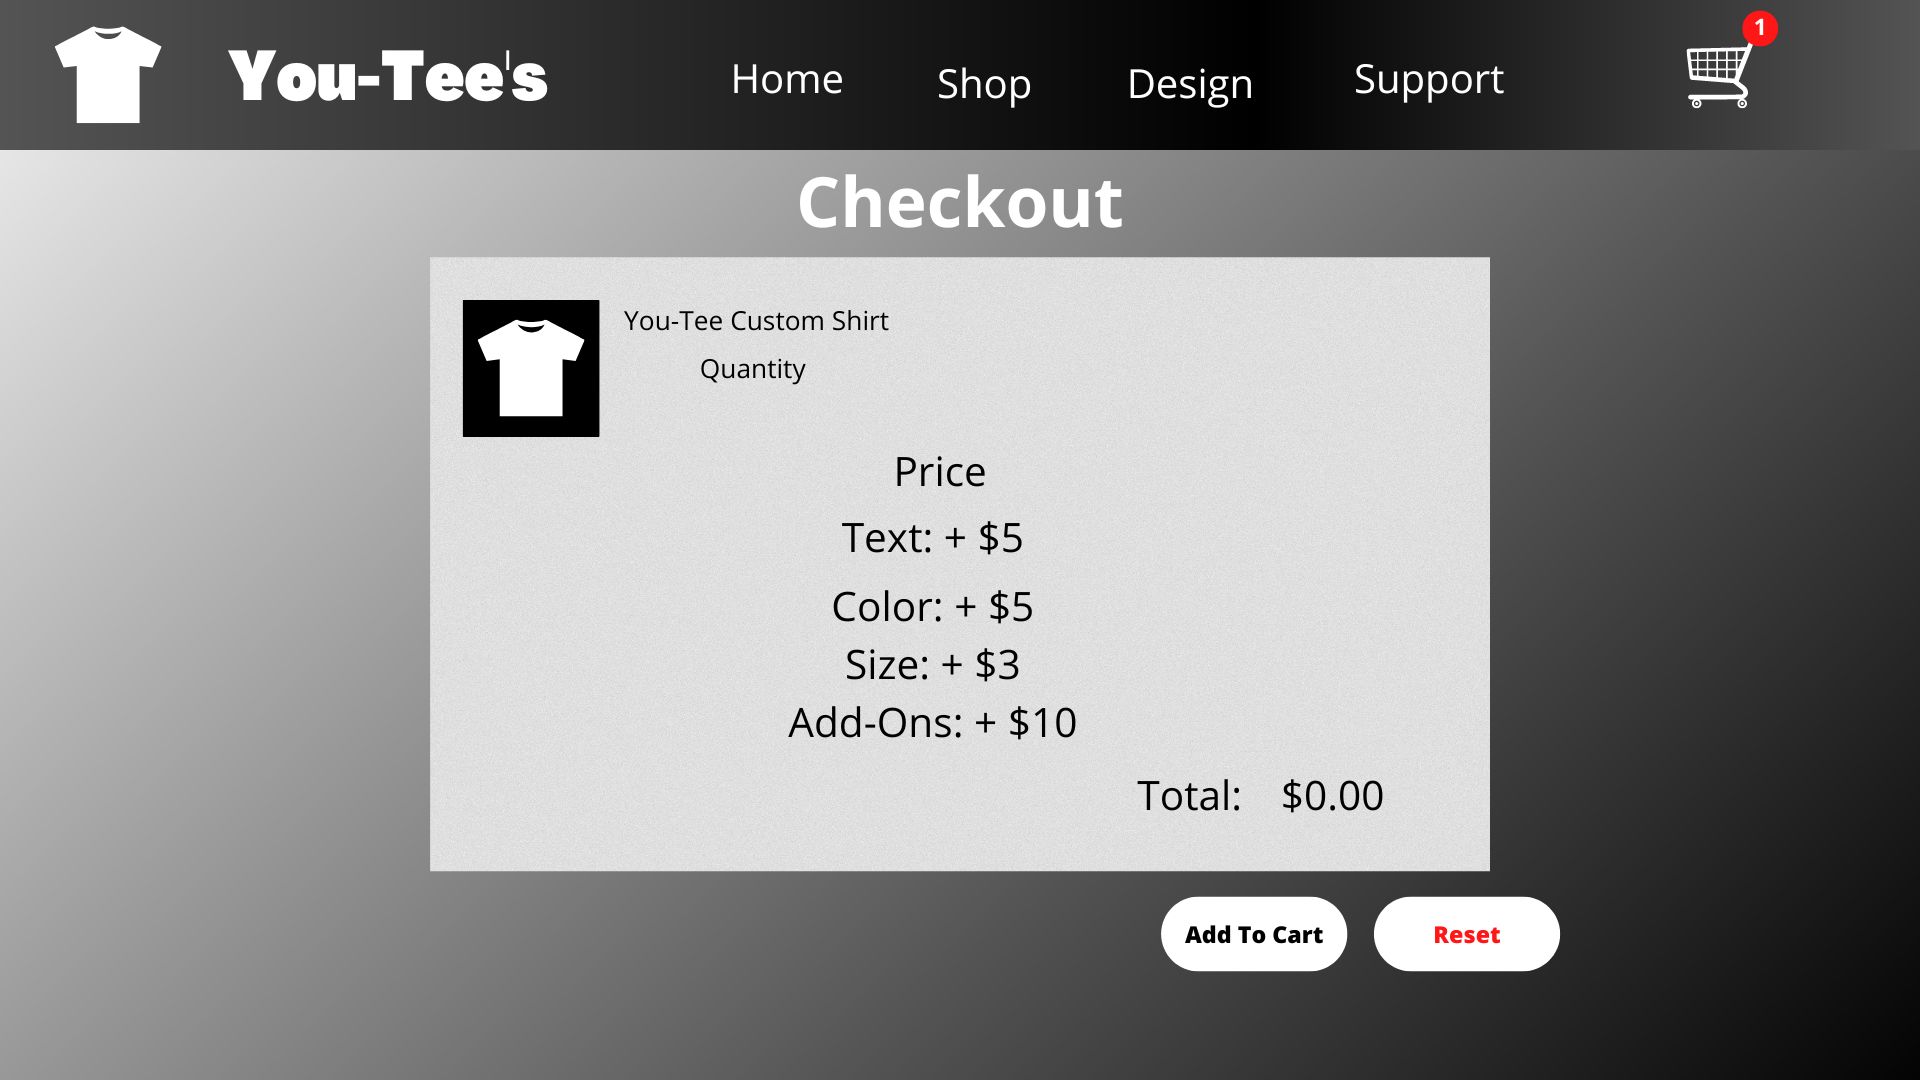 You-Tee's
Home Shop Design Support
1
Checkout
You-Tee Custom Shirt
Quantity
Price
Text: + $5
Color: + $5
Size: + $3
Add-Ons: + $10
Total: $0.00
Add To Cart Reset